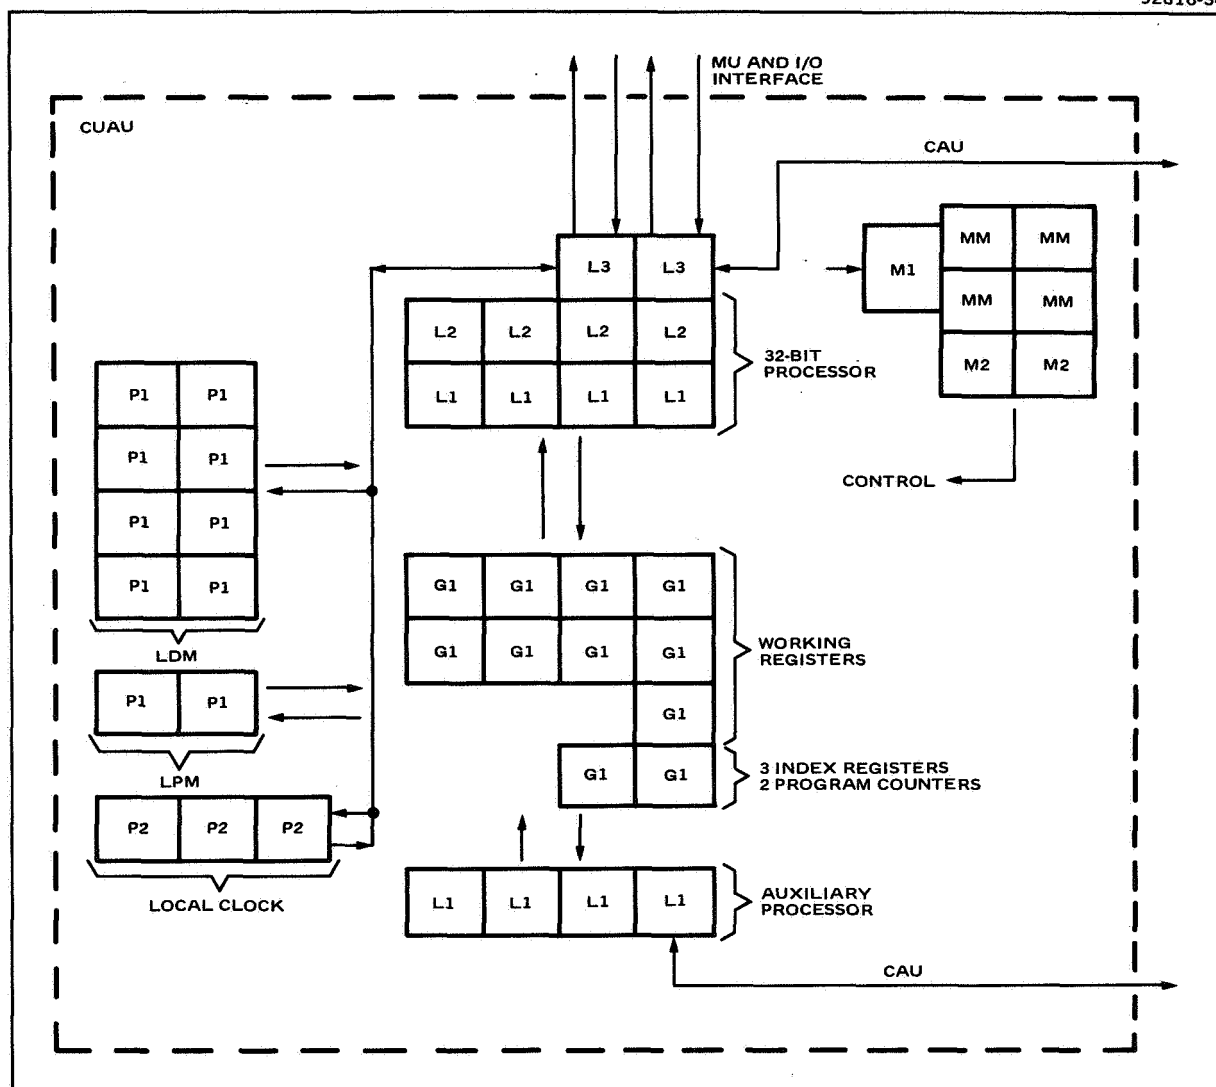 MU AND I/O
INTERFACE
CUAU
CAU
L3 L3
L2 L2 L2 L2
L1 L1 L1 L1
32-BIT
PROCESSOR
M1
MM MM
MM MM
M2 M2
CONTROL
P1 P1
P1 P1
P1 P1
P1 P1
LDM
P1 P1
LPM
P2 P2 P2
LOCAL CLOCK
G1 G1 G1 G1
G1 G1 G1 G1
G1
WORKING
REGISTERS
G1 G1
3 INDEX REGISTERS
2 PROGRAM COUNTERS
L1 L1 L1 L1
AUXILIARY
PROCESSOR
CAU